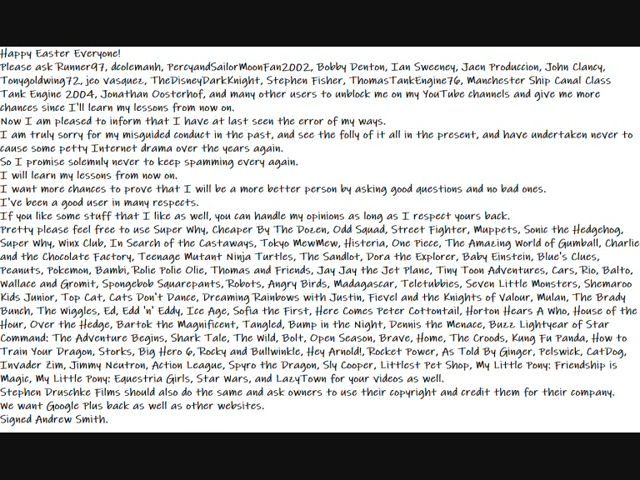 Happy Easter Everyone!
Please ask Runner97, dcolemanh, PercyandSailorMoonFan2002, Bobby Denton, Ian Sweeney, Jaen Produccion, John Clancy,
Tonygoldwing72, jeo vasquez, TheDisneyDarkKnight, Stephen Fisher, ThomasTankEngine76, Manchester Ship Canal Class
Tank Engine 2004, Jonathan Oosterhof, and many other users to unblock me on my YouTube channels and give me more
chances since I'll learn my lessons from now on.
Now I am pleased to inform that I have at last seen the error of my ways.
I am truly sorry for my misguided conduct in the past, and see the folly of it all in the present, and have undertaken never to
cause some petty Internet drama over the years again.
So I promise solemnly never to keep spamming every again.
I will learn my lessons from now on.
I want more chances to prove that I will be a more better person by asking good questions and no bad ones.
I've been a good user in many respects.
If you like some stuff that I like as well, you can handle my opinions as long as I respect yours back.
Pretty please feel free to use Super Why, Cheaper By The Dozen, Odd Squad, Street Fighter, Muppets, Sonic the Hedgehog,
Super Why, Winx Club, In Search of the Castaways, Tokyo MewMew, Histeria, One Piece, The Amazing World of Gumball, Charlie
and the Chocolate Factory, Teenage Mutant Ninja Turtles, The Sandlot, Dora the Explorer, Baby Einstein, Blue's Clues,
Peanuts, Pokemon, Bambi, Rolie Polie Olie, Thomas and Friends, Jay Jay the Jet Plane, Tiny Toon Adventures, Cars, Rio, Balto,
Wallace and Gromit, Spongebob Squarepants, Robots, Angry Birds, Madagascar, Teletubbies, Seven Little Monsters, Shemaroo
Kids Junior, Top Cat, Cats Don't Dance, Dreaming Rainbows with Justin, Fievel and the Knights of Valour, Mulan, The Brady
Bunch, The Wiggles, Ed, Edd 'n' Eddy, Ice Age, Sofia the First, Here Comes Peter Cottontail, Horton Hears A Who, House of the
Hour, Over the Hedge, Bartok the Magnificent, Tangled, Bump in the Night, Dennis the Menace, Buzz Lightyear of Star
Command: The Adventure Begins, Shark Tale, The Wild, Bolt, Open Season, Brave, Home, The Croods, Kung Fu Panda, How to
Train Your Dragon, Storks, Big Hero 6, Rocky and Bullwinkle, Hey Arnold!, Rocket Power, As Told By Ginger, Pelswick, CatDog,
Invader Zim, Jimmy Neutron, Action League, Spyro the Dragon, Sly Cooper, Littlest Pet Shop, My Little Pony: Friendship is
Magic, My Little Pony: Equestria Girls, Star Wars, and LazyTown for your videos as well.
Stephen Druschke Films should also do the same and ask owners to use their copyright and credit them for their company.
We want Google Plus back as well as other websites.
Signed Andrew Smith.